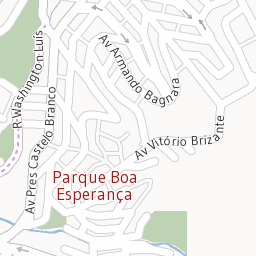 R Washington Luís
Av Armando Bagnara
Av Pres Castelo Branco
Av Vitório Brizante
Parque Boa
Esperança